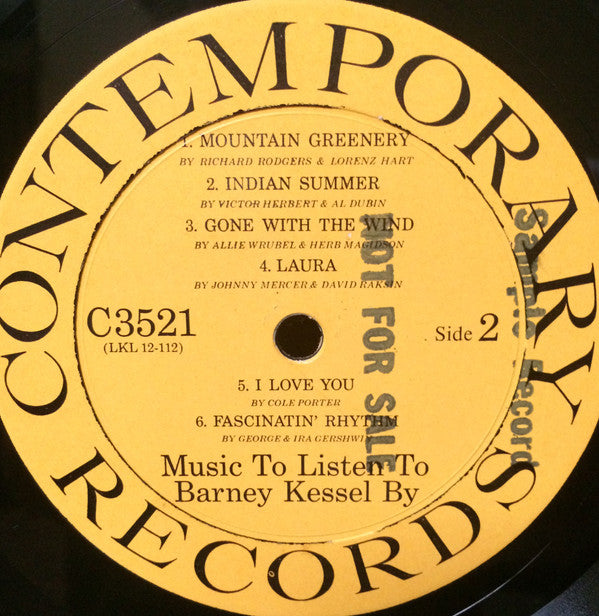 CONTEMPORARY RECORDS
1. MOUNTAIN GREENERY
BY RICHARD RODGERS & LORENZ HART
2. INDIAN SUMMER
BY VICTOR HERBERT & AL DUBIN
3. GONE WITH THE WIND
BY ALLIE WRUBEL & HERB MAGIDSON
4. LAURA
BY JOHNNY MERCER & DAVID RAKSIN
C3521
(LKL 12-112)
Side 2
5. I LOVE YOU
BY COLE PORTER
6. FASCINATIN' RHYTHM
BY GEORGE & IRA GERSHWIN
Music To Listen To
Barney Kessel By
NOT FOR SALE
Sample Record